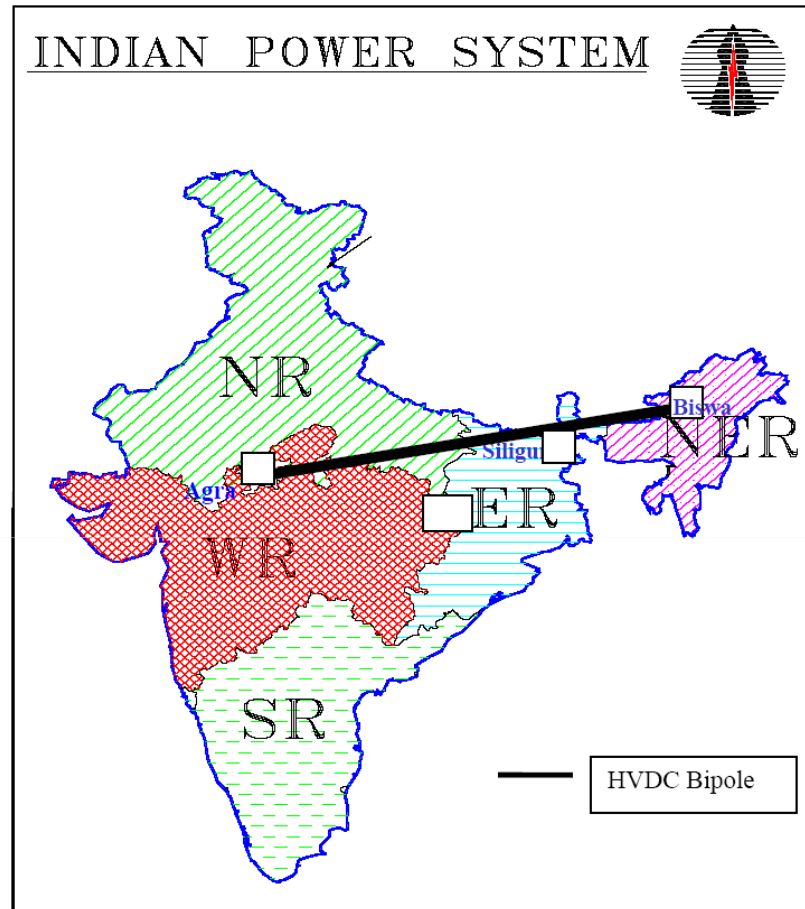 INDIAN POWER SYSTEM
NR
Biswa
NER
Siligu
Agra
ER
WR
SR
HVDC Bipole